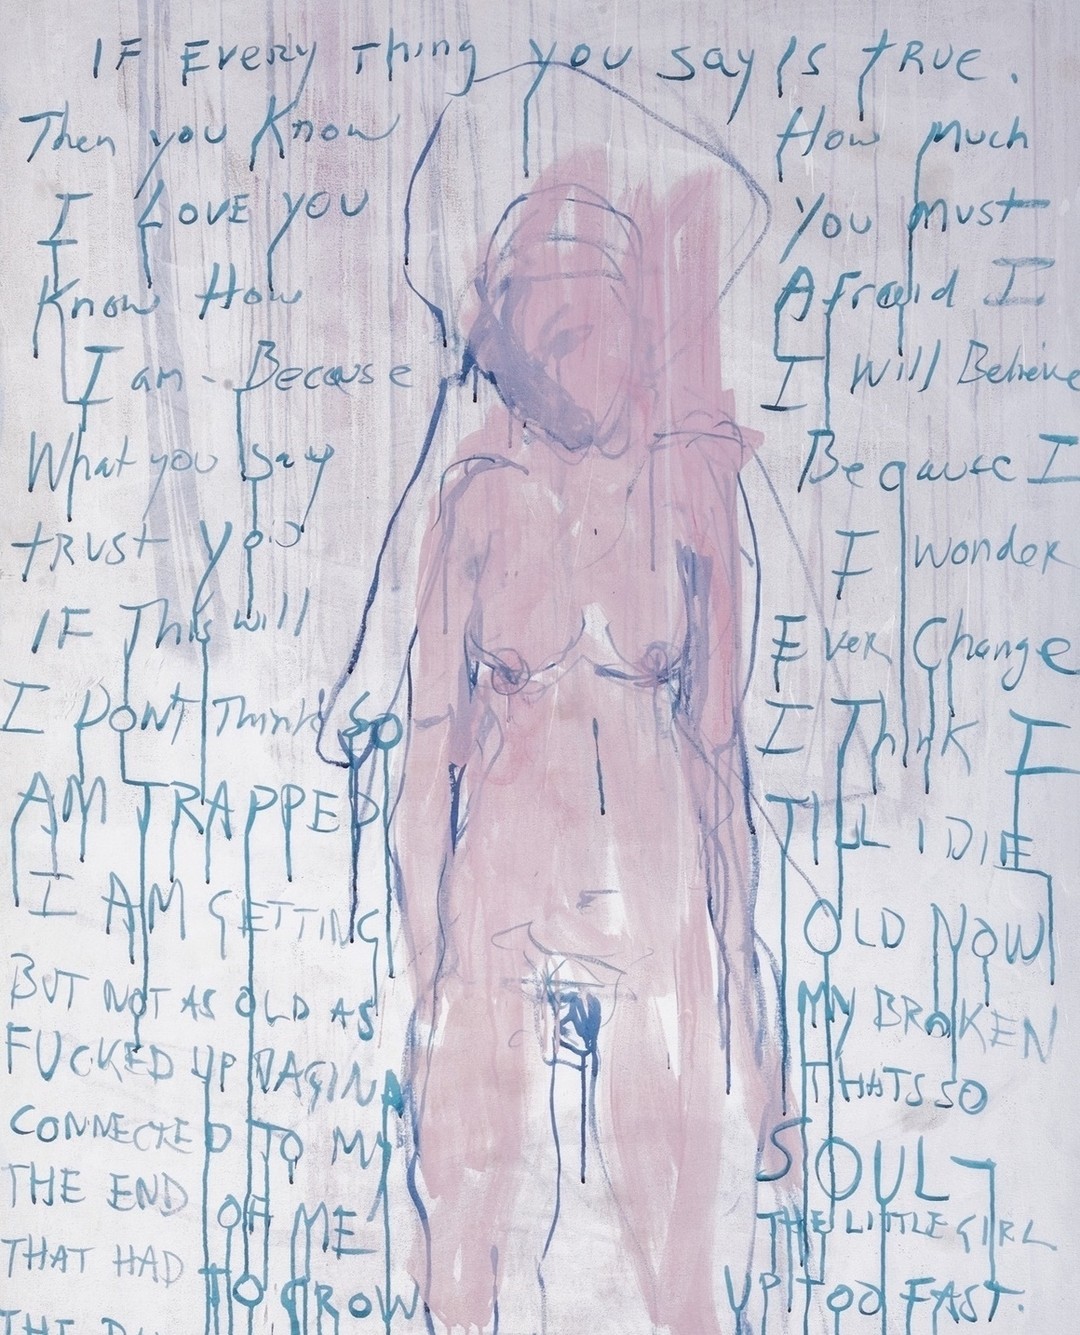 IF Every Thing you say Is TRUE.
Then you Know How Much
I LOVE YOU You Must
Know How Afraid I
I am - Because I Will Believe
What you say Because I
TRUST YOU I wonder
IF This will Ever Change
I DONT Think SO I Think I
AM TRAPPED TILL I DIE
I AM GETTING OLD NOW
BUT NOT AS OLD AS MY BROKEN
FUCKED UP VAGINA THATS SO
CONNECTED TO MY SOUL
THE END OF ME THE LITTLE GIRL
THAT HAD TO GROW UP TOO FAST.
THE